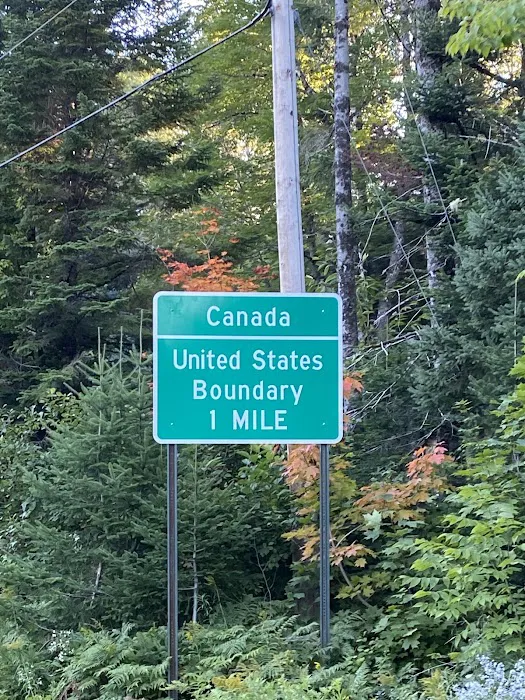 Canada
United States
Boundary
1 MILE